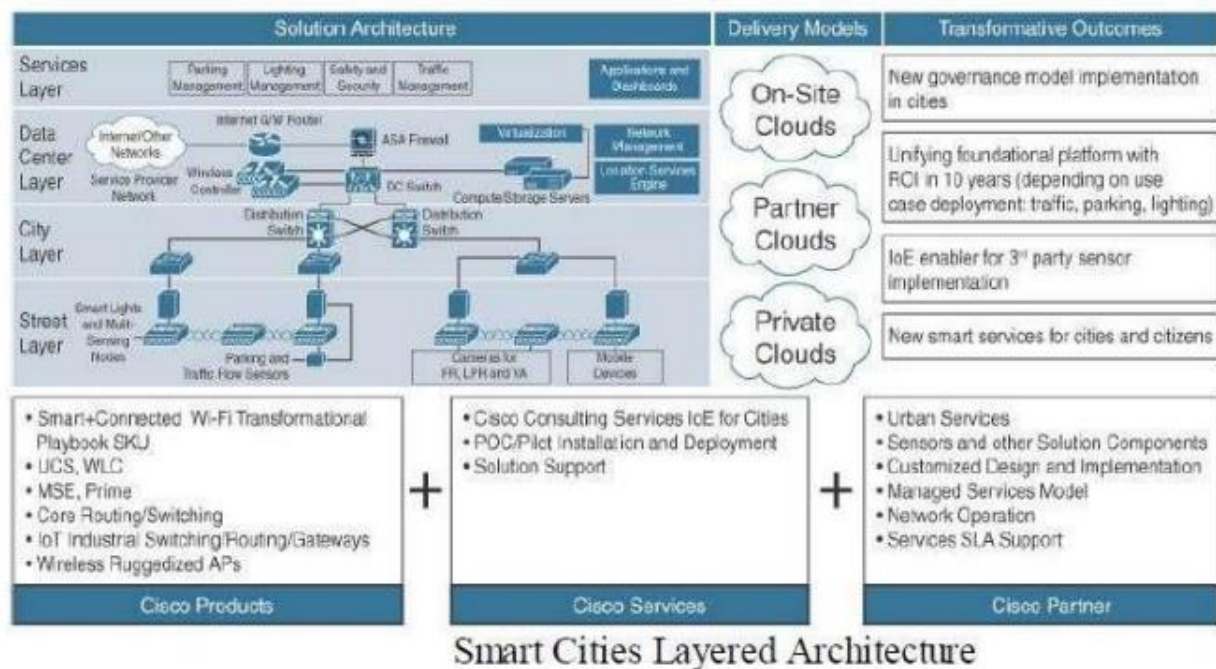 Solution Architecture
Delivery Models
Transformative Outcomes
Services
Layer
Parking
Management
Lighting
Management
Safety and
Security
Traffic
Management
Applications and
Dashboards
Data
Center
Layer
Internet/Other
Networks
Service Provider
Network
Internet G/W Router
Wireless
Controller
ASA Firewall
DC Switch
Virtualization
Compute/Storage Servers
Network
Management
Location Services
Engine
City
Layer
Distribution
Switch
Distribution
Switch
Street
Layer
Smart Lights
and Multi-
Sensing
Nodes
Parking and
Traffic Flow Sensors
Cameras for
FR, LPR and VA
Mobile
Devices
On-Site
Clouds
Partner
Clouds
Private
Clouds
New governance model implementation
in cities
Unifying foundational platform with
ROI in 10 years (depending on use
case deployment: traffic, parking, lighting)
IoE enabler for 3rd party sensor
implementation
New smart services for cities and citizens
• Smart+Connected Wi-Fi Transformational
Playbook SKU
• UCS, WLC
• MSE, Prime
• Core Routing/Switching
• IoT Industrial Switching/Routing/Gateways
• Wireless Ruggedized APs
Cisco Products
+
• Cisco Consulting Services IoE for Cities
• POC/Pilot Installation and Deployment
• Solution Support
Cisco Services
+
• Urban Services
• Sensors and other Solution Components
• Customized Design and Implementation
• Managed Services Model
• Network Operation
• Services SLA Support
Cisco Partner
Smart Cities Layered Architecture